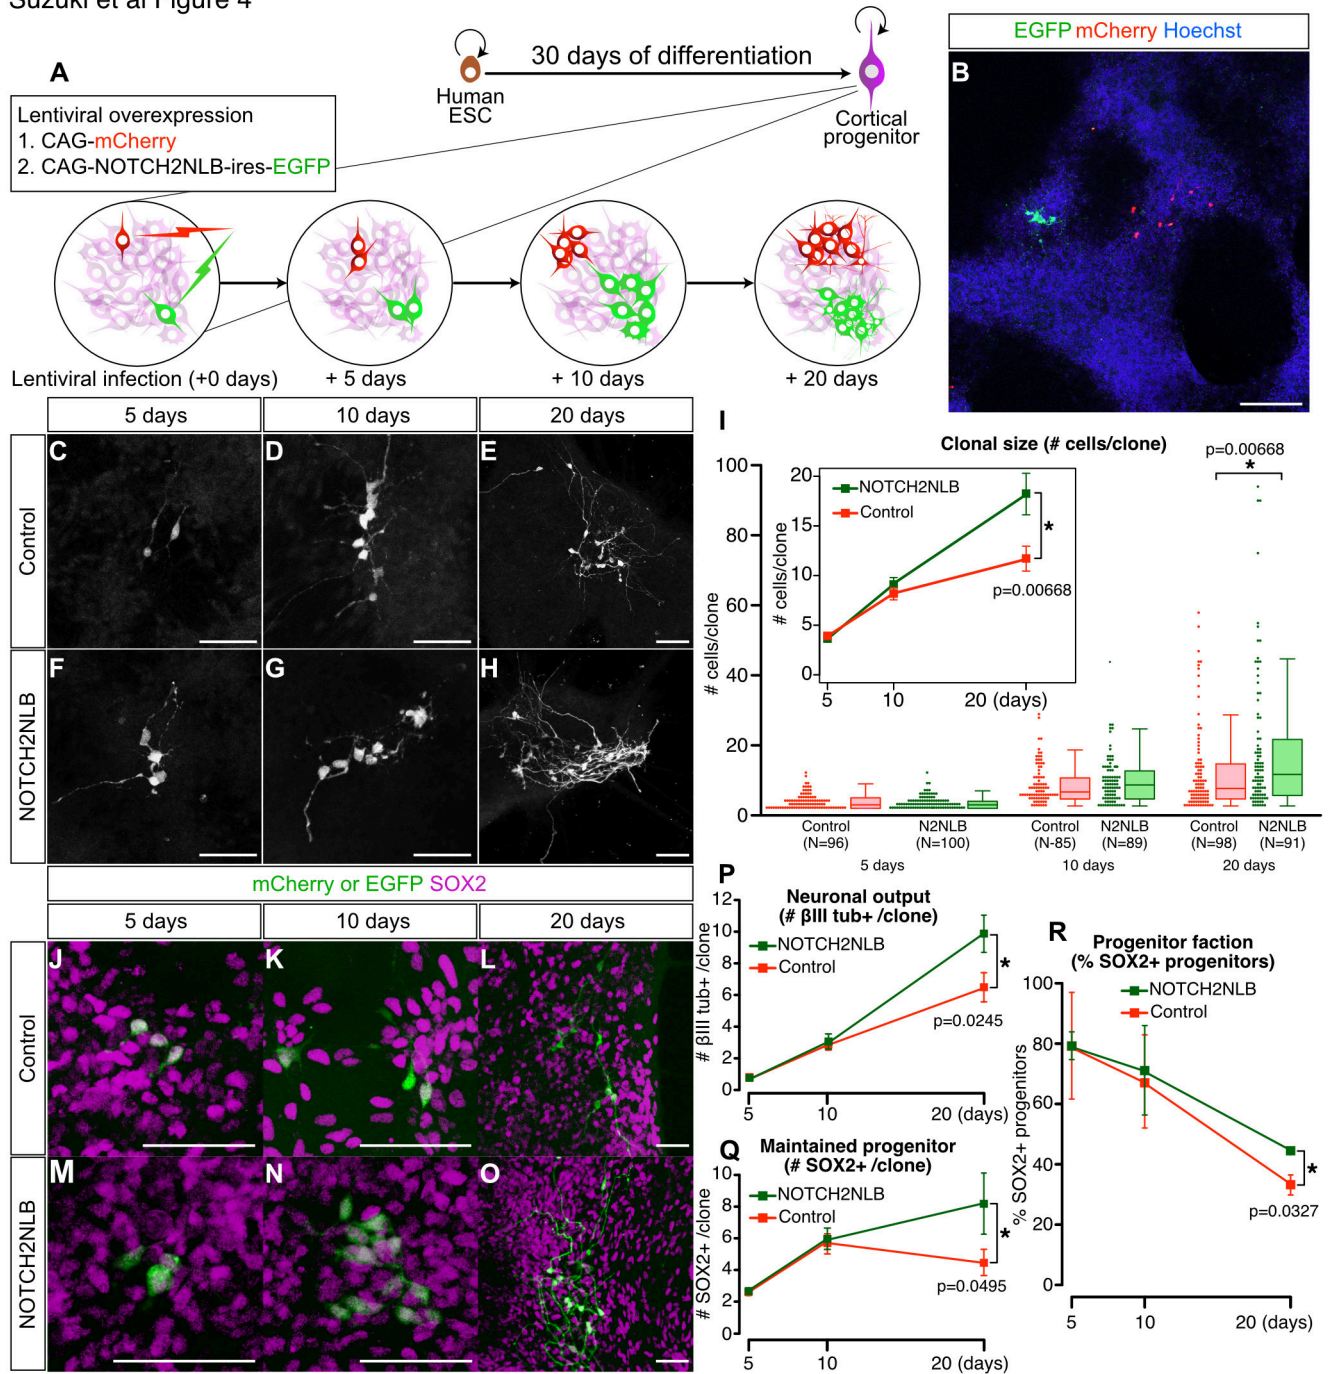 Suzuki et al Figure 4
A
30 days of differentiation
Human
ESC
Cortical
progenitor
Lentiviral overexpression
1. CAG-mCherry
2. CAG-NOTCH2NLB-ires-EGFP
Lentiviral infection (+0 days)
+ 5 days
+ 10 days
+ 20 days
EGFP mCherry Hoechst
B
5 days
10 days
20 days
Control
NOTCH2NLB
C
D
E
F
G
H
I
Clonal size (# cells/clone)
# cells/clone
100
80
60
40
20
0
NOTCH2NLB
Control
# cells/clone
20
15
10
5
0
5
10
20 (days)
*
p=0.00668
p=0.00668
*
Control
(N=96)
N2NLB
(N=100)
Control
(N-85)
N2NLB
(N=89)
Control
(N=98)
N2NLB
(N=91)
5 days
10 days
20 days
mCherry or EGFP SOX2
5 days
10 days
20 days
Control
NOTCH2NLB
J
K
L
M
N
O
P
Neuronal output
(# βIII tub+ /clone)
NOTCH2NLB
Control
# βIII tub+ /clone
12
10
8
6
4
2
0
5
10
20 (days)
*
p=0.0245
Q
Maintained progenitor
(# SOX2+ /clone)
NOTCH2NLB
Control
# SOX2+ /clone
10
8
6
4
2
0
5
10
20 (days)
*
p=0.0495
R
Progenitor faction
(% SOX2+ progenitors)
NOTCH2NLB
Control
% SOX2+ progenitors
100
80
60
40
20
0
5
10
20 (days)
*
p=0.0327